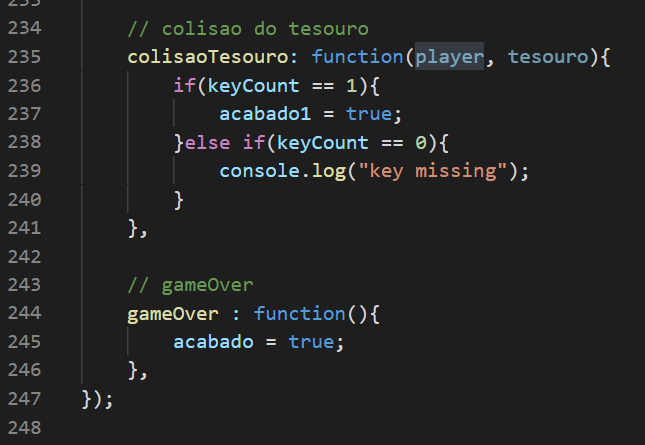 234 // colisao do tesouro
235 colisaoTesouro: function(player, tesouro){
236 if(keyCount == 1){
237 acabado1 = true;
238 }else if(keyCount == 0){
239 console.log("key missing");
240 }
241 },
242
243 // gameOver
244 gameOver : function(){
245 acabado = true;
246 },
247 });
248